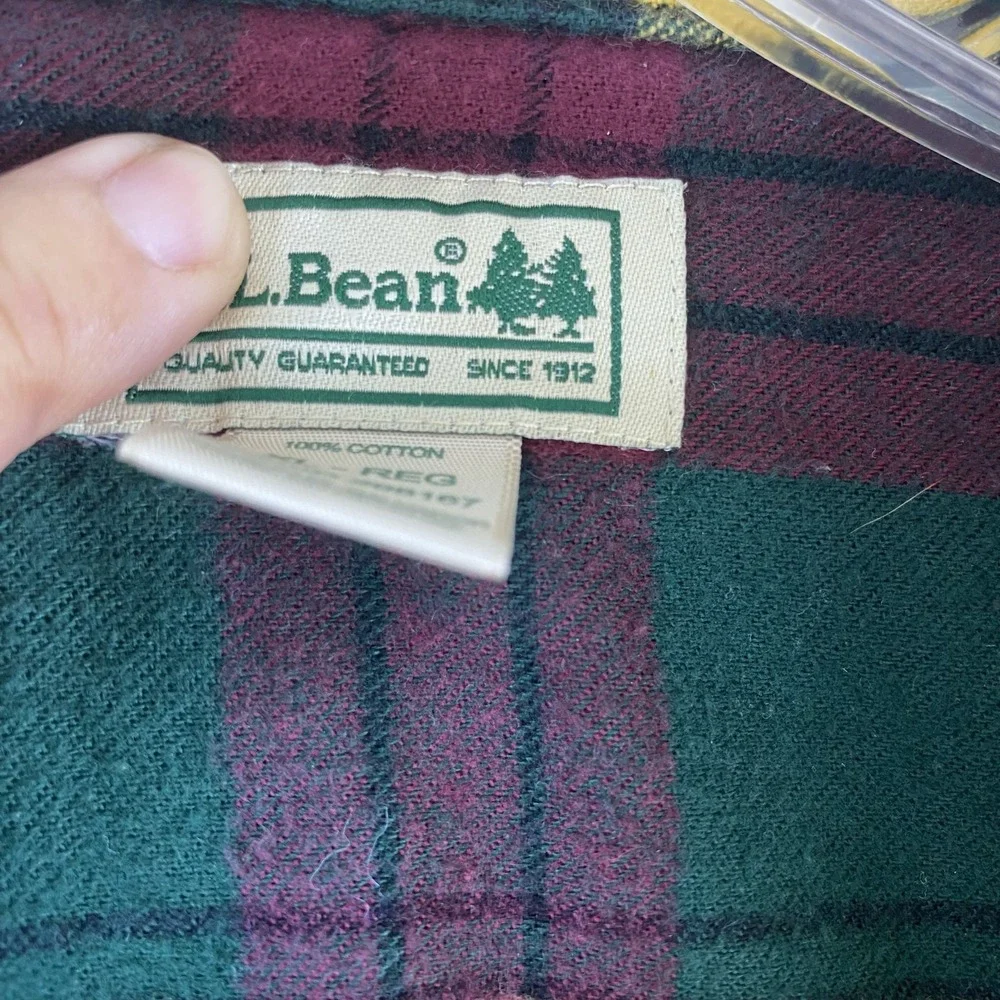 L.Bean®
QUALITY GUARANTEED SINCE 1912
100% COTTON
REG